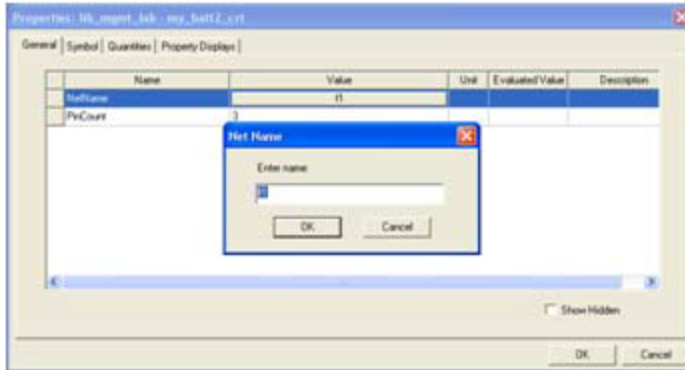 Properties: lib_mgmt_lab - my_batt2_crt
General Symbol Quantities Property Displays
Name Value Unit Evaluated Value Description
NetName t1
PinCount 3
Net Name
Enter name:
OK Cancel
Show Hidden
OK Cancel